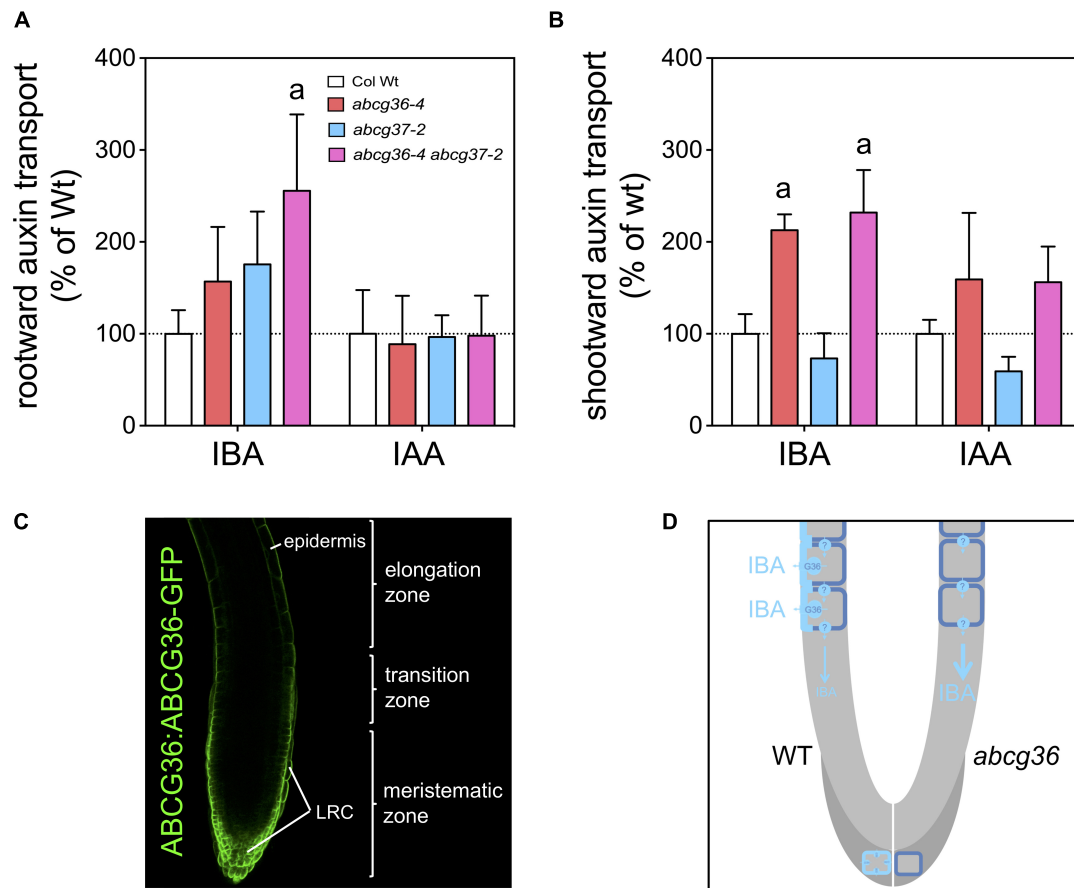 A
rootward auxin transport
(% of Wt)
400
300
200
100
0
Col Wt
abcg36-4
abcg37-2
abcg36-4 abcg37-2
a
IBA
IAA
B
shootward auxin transport
(% of wt)
400
300
200
100
0
a
a
IBA
IAA
C
ABCG36:ABCG36-GFP
epidermis
elongation
zone
transition
zone
meristematic
zone
LRC
D
?
?
IBA
G36
?
?
IBA
G36
?
?
IBA
IBA
WT
abcg36